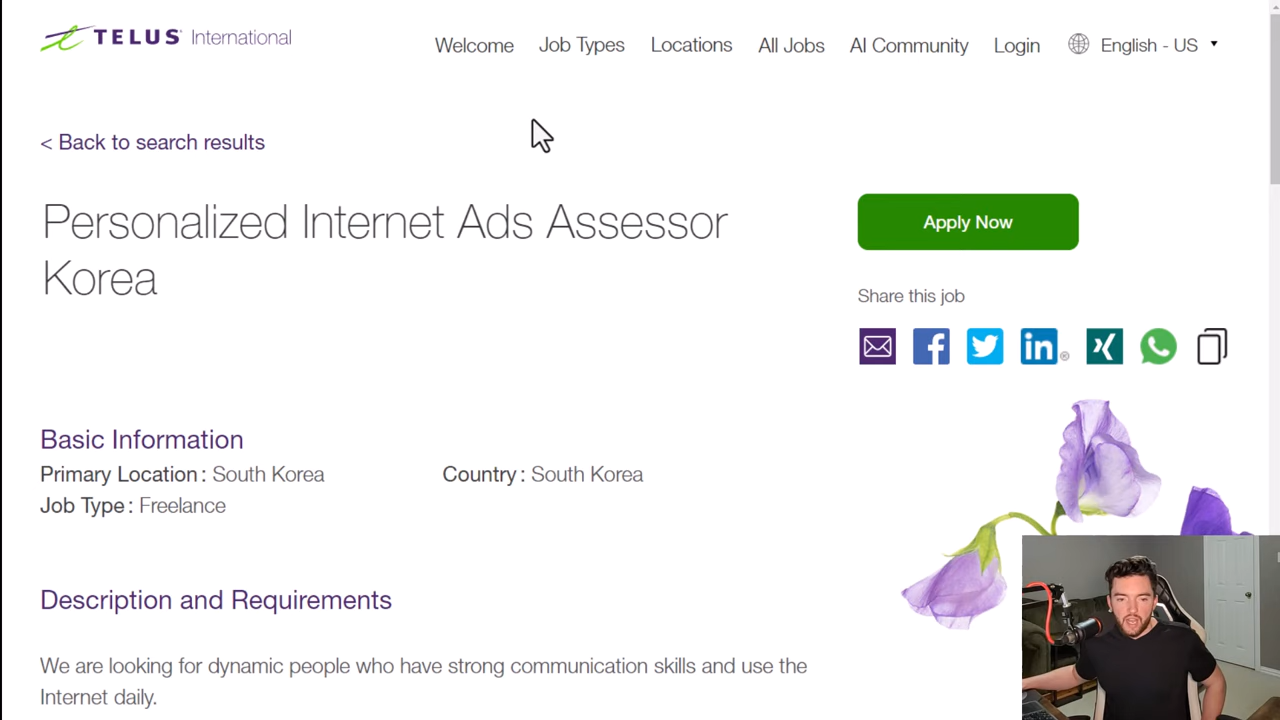 TELUS International
Welcome Job Types Locations All Jobs AI Community Login English - US
< Back to search results
Personalized Internet Ads Assessor
Korea
Apply Now
Share this job
f in ®
Basic Information
Primary Location : South Korea Country : South Korea
Job Type : Freelance
Description and Requirements
We are looking for dynamic people who have strong communication skills and use the
Internet daily.